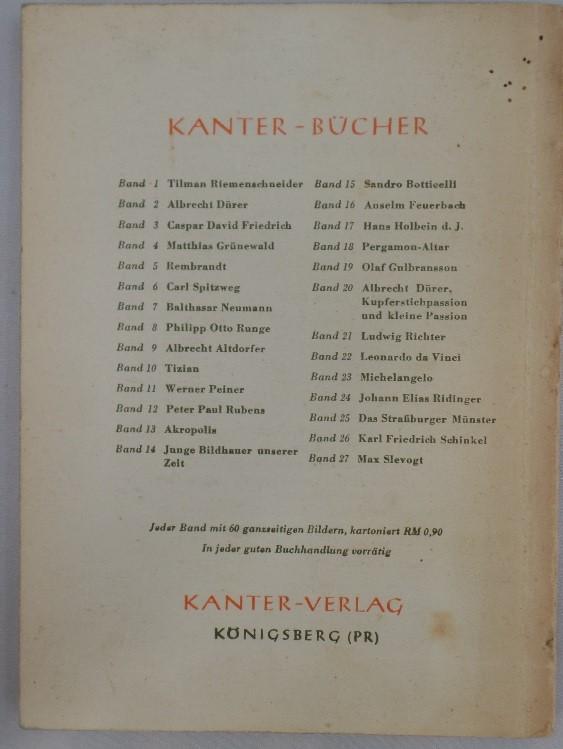 KANTER-BÜCHER
Band 1 Tilman Riemenschneider
Band 2 Albrecht Dürer
Band 3 Caspar David Friedrich
Band 4 Matthias Grünewald
Band 5 Rembrandt
Band 6 Carl Spitzweg
Band 7 Balthasar Neumann
Band 8 Philipp Otto Runge
Band 9 Albrecht Altdorfer
Band 10 Tizian
Band 11 Werner Peiner
Band 12 Peter Paul Rubens
Band 13 Akropolis
Band 14 Junge Bildhauer unserer
Zeit
Band 15 Sandro Botticelli
Band 16 Anselm Feuerbach
Band 17 Hans Holbein d. J.
Band 18 Pergamon-Altar
Band 19 Olaf Gulbransson
Band 20 Albrecht Dürer,
Kupferstichpassion
und kleine Passion
Band 21 Ludwig Richter
Band 22 Leonardo da Vinci
Band 23 Michelangelo
Band 24 Johann Elias Ridinger
Band 25 Das Straßburger Münster
Band 26 Karl Friedrich Schinkel
Band 27 Max Slevogt
Jeder Band mit 60 ganzseitigen Bildern, kartoniert RM 0,90
In jeder guten Buchhandlung vorrätig
KANTER-VERLAG
KÖNIGSBERG (PR)